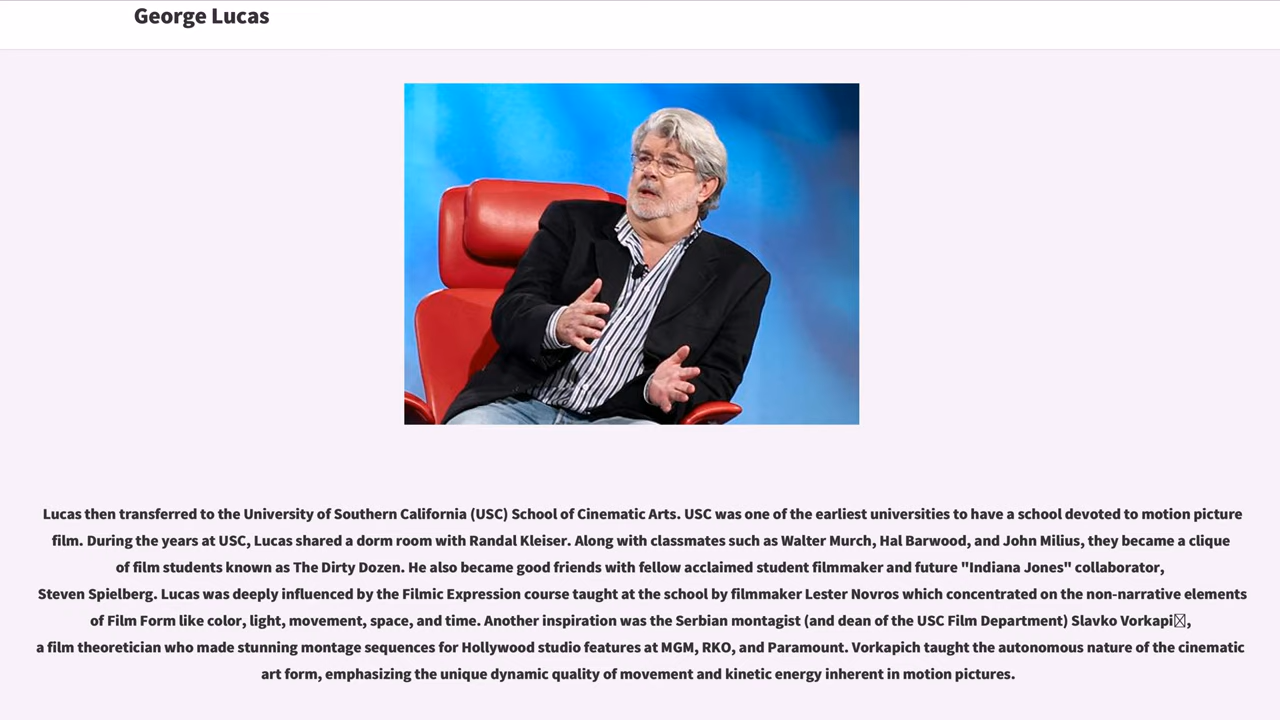 George Lucas
Lucas then transferred to the University of Southern California (USC) School of Cinematic Arts. USC was one of the earliest universities to have a school devoted to motion picture
film. During the years at USC, Lucas shared a dorm room with Randal Kleiser. Along with classmates such as Walter Murch, Hal Barwood, and John Milius, they became a clique
of film students known as The Dirty Dozen. He also became good friends with fellow acclaimed student filmmaker and future "Indiana Jones" collaborator,
Steven Spielberg. Lucas was deeply influenced by the Filmic Expression course taught at the school by filmmaker Lester Novros which concentrated on the non-narrative elements
of Film Form like color, light, movement, space, and time. Another inspiration was the Serbian montagist (and dean of the USC Film Department) Slavko Vorkapi�,
a film theoretician who made stunning montage sequences for Hollywood studio features at MGM, RKO, and Paramount. Vorkapich taught the autonomous nature of the cinematic
art form, emphasizing the unique dynamic quality of movement and kinetic energy inherent in motion pictures.